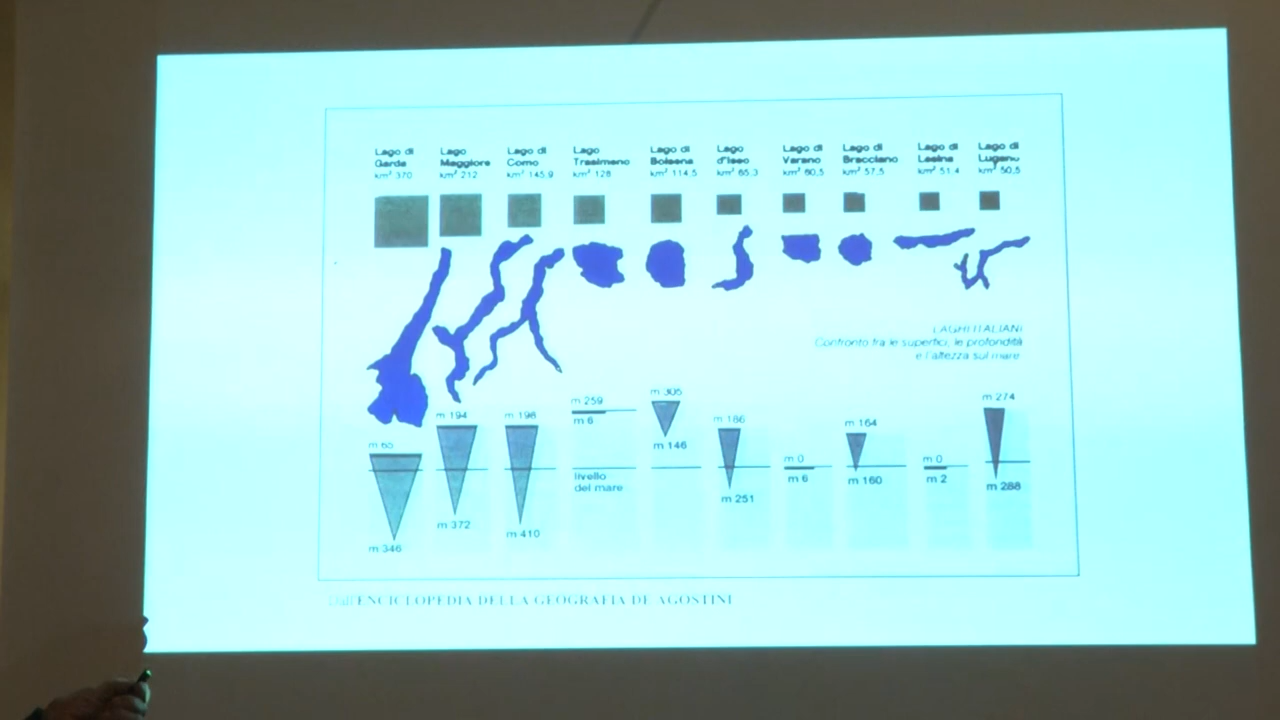 Lago di Garda km² 370
Lago Maggiore km² 212
Lago di Como km² 145.9
Lago Trasimeno km² 128
Lago di Bolsena km² 114.5
Lago d'Iseo km² 65.3
Lago di Varano km² 60.5
Lago di Bracciano km² 57.5
Lago di Lesina km² 51.4
Lago di Lugano km² 50.5
LAGHI ITALIANI
Confronto fra le superfici, le profondità
e l'altezza sul mare.
m 65
m 346
m 194
m 372
m 198
m 410
m 259
m 6
livello
del mare
m 305
m 146
m 186
m 251
m 0
m 6
m 164
m 160
m 0
m 2
m 274
m 288
Dall'ENCICLOPEDIA DELLA GEOGRAFIA DE AGOSTINI